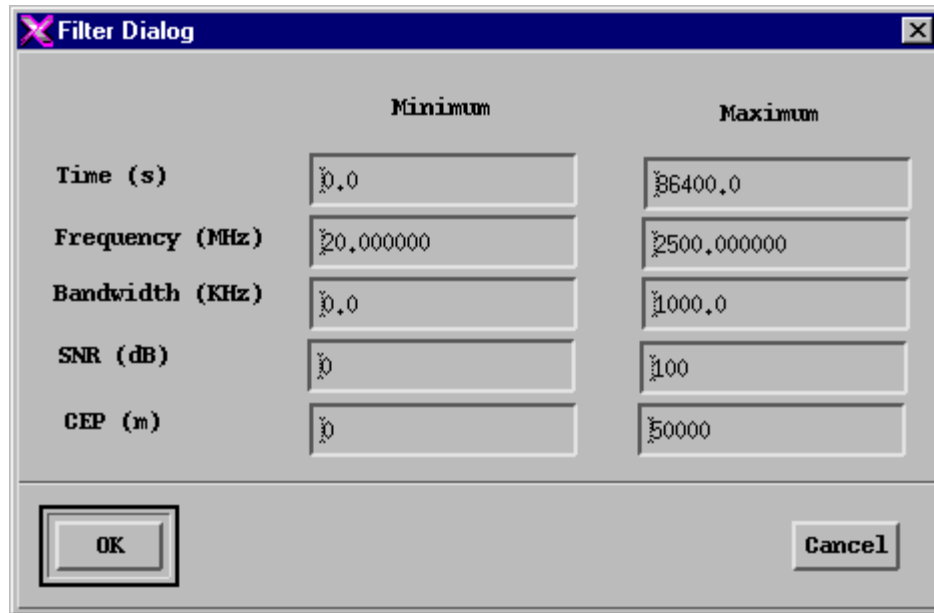 Filter Dialog
Minimum Maximum
Time (s) 0.0 86400.0
Frequency (MHz) 20.000000 2500.000000
Bandwidth (KHz) 0.0 1000.0
SNR (dB) 0 100
CEP (m) 0 50000
OK Cancel